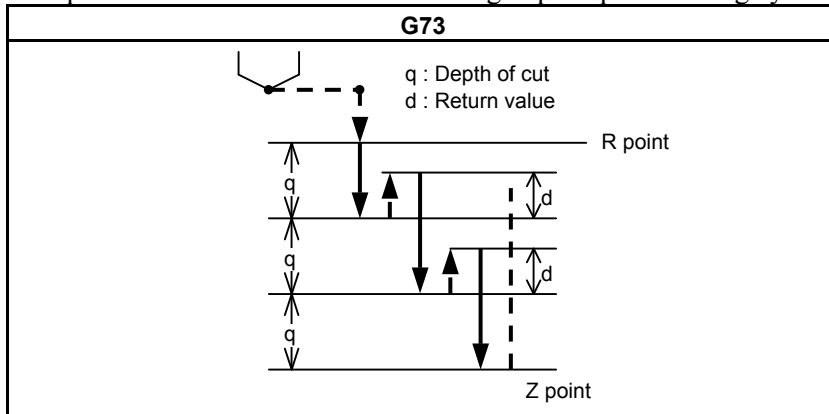 G73
q : Depth of cut
d : Return value
R point
q
d
q
d
q
Z point